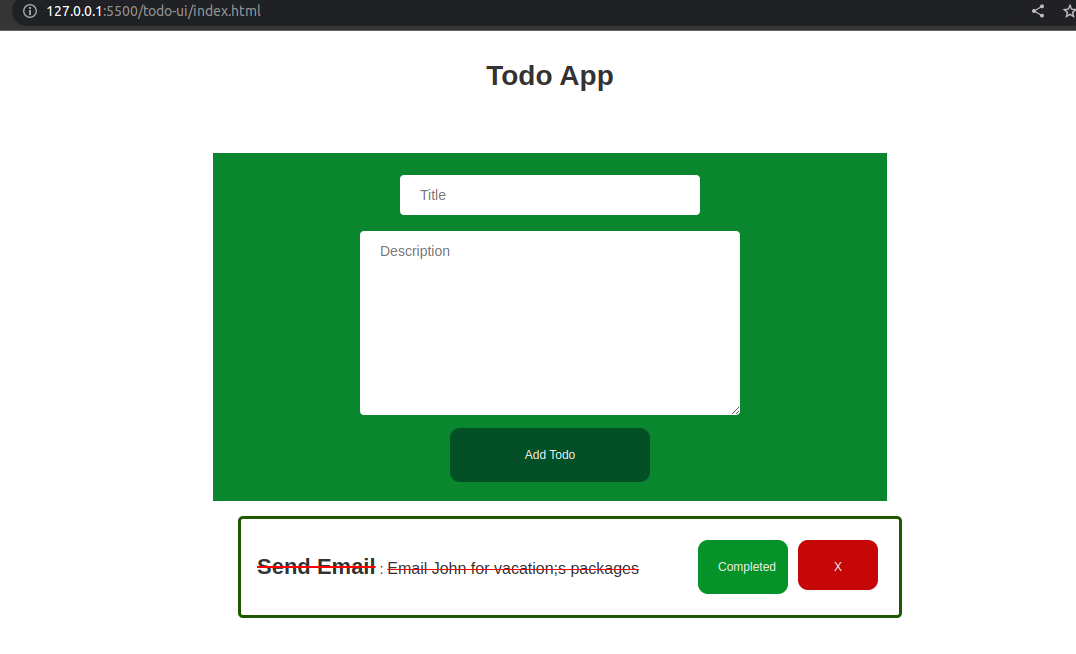 127.0.0.1:5500/todo-ui/index.html
Todo App
Title
Description
Add Todo
Send Email : Email John for vacation;s packages Completed X